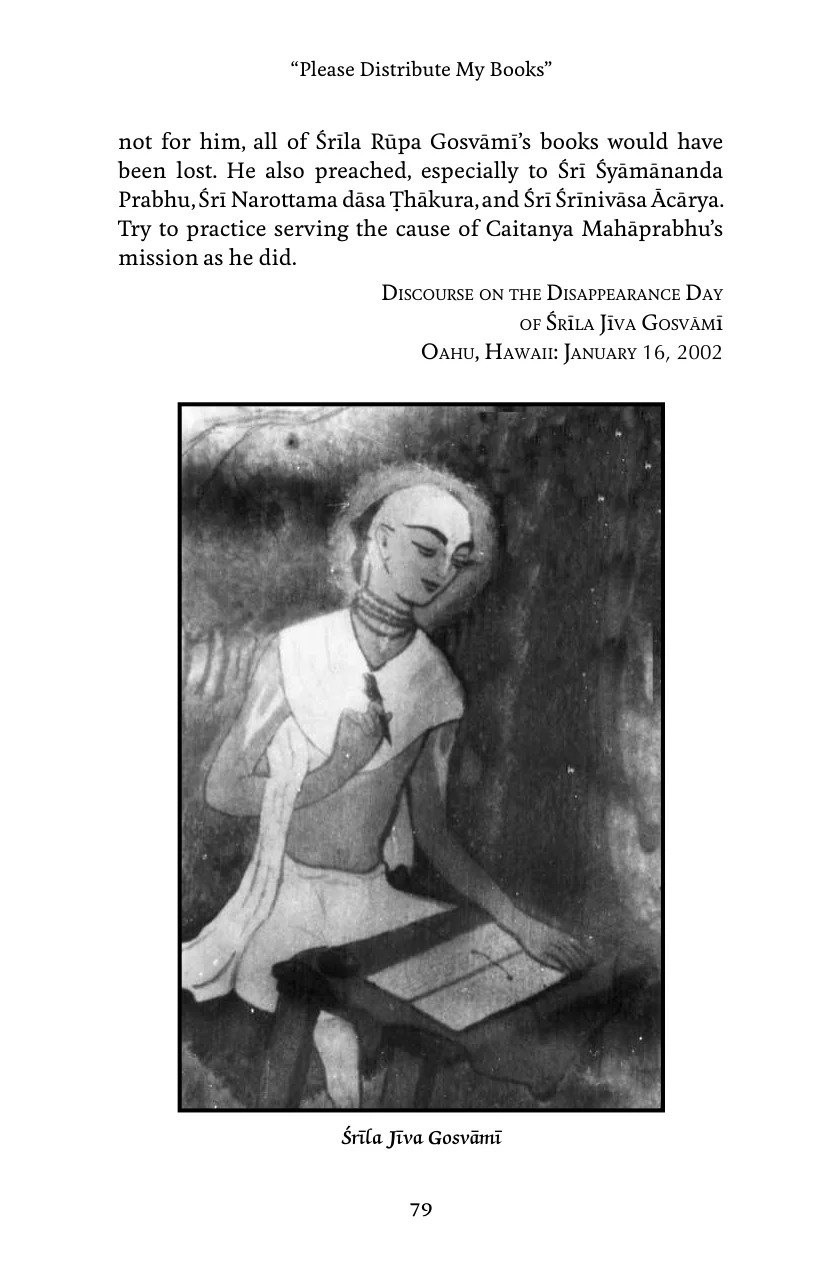 “Please Distribute My Books”
not for him, all of Śrīla Rūpa Gosvāmī’s books would have
been lost. He also preached, especially to Śrī Śyāmānanda
Prabhu, Śrī Narottama dāsa Ṭhākura, and Śrī Śrīnivāsa Ācārya.
Try to practice serving the cause of Caitanya Mahāprabhu’s
mission as he did.
Discourse on the Disappearance Day
of Śrīla Jīva Gosvāmī
Oahu, Hawaii: January 16, 2002
Śrīla Jīva Gosvāmī
79